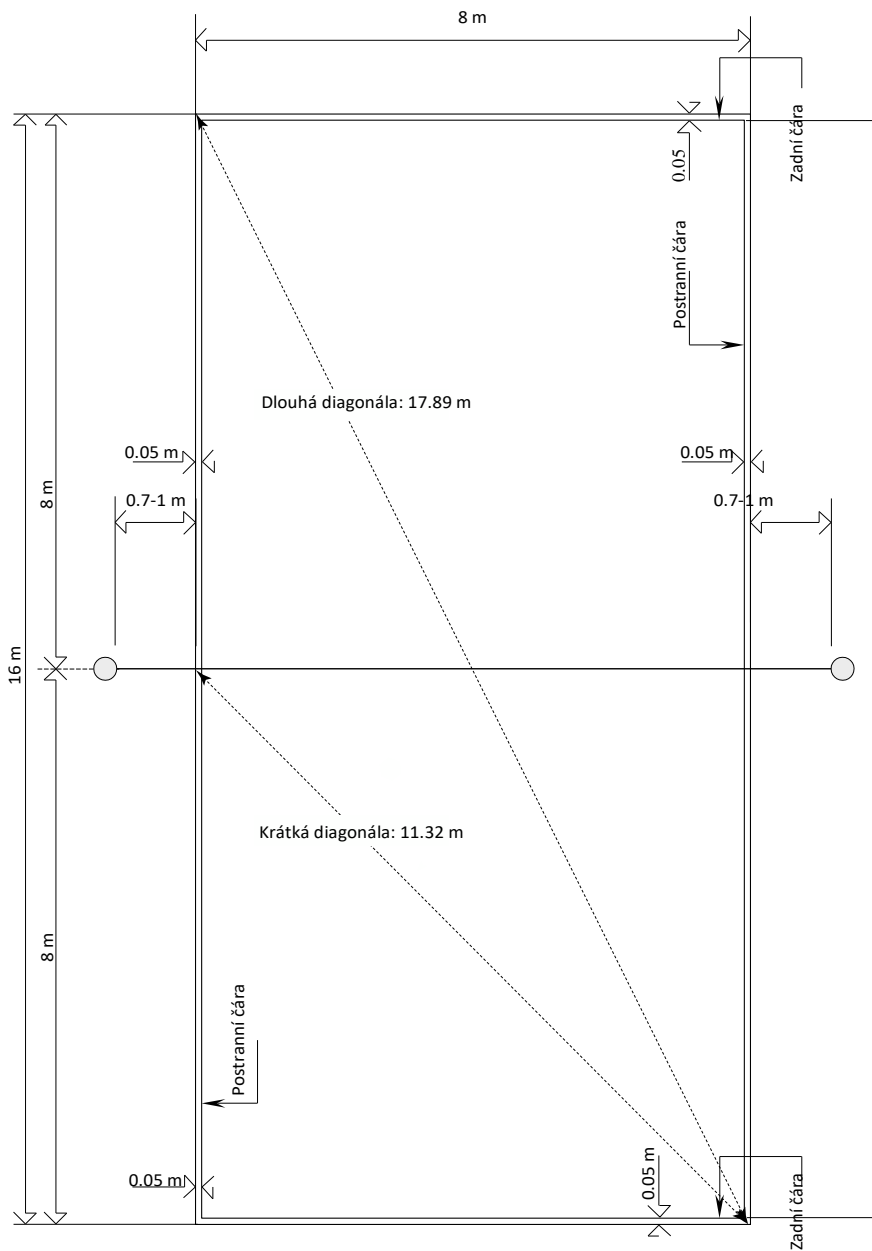 8 m
0.05
Zadní čára
Postranní čára
Dlouhá diagonála: 17.89 m
0.05 m
0.05 m
0.7-1 m
0.7-1 m
8 m
16 m
Krátká diagonála: 11.32 m
8 m
Postranní čára
0.05 m
0.05 m
Zadní čára